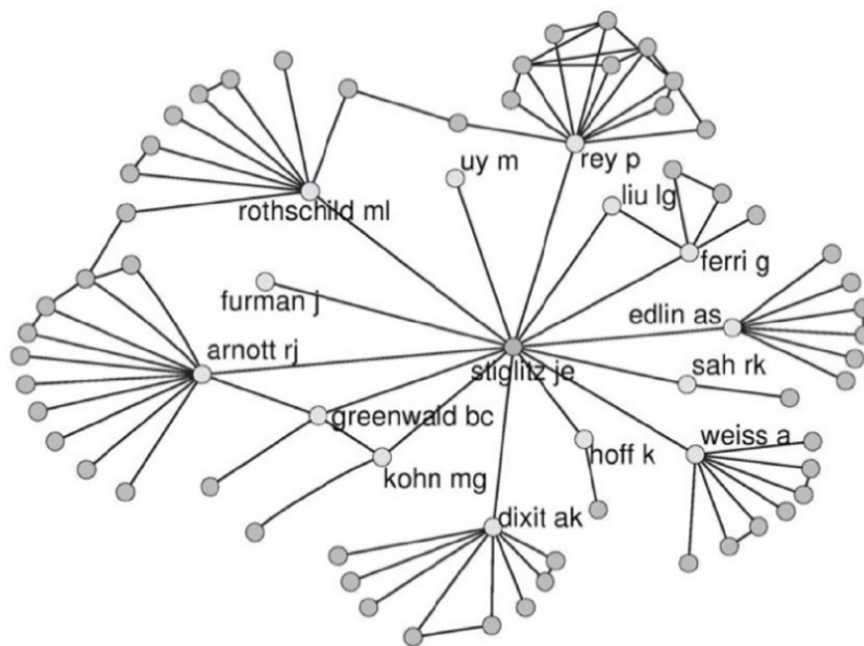 uy m
rey p
liu lg
rothschild ml
ferri g
furman j
edlin as
arnott rj
stiglitz je
sah rk
greenwald bc
weiss a
hoff k
kohn mg
dixit ak